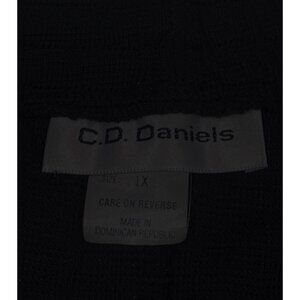 C.D. Daniels
1X
CARE ON REVERSE
MADE IN
DOMINICAN REPUBLIC